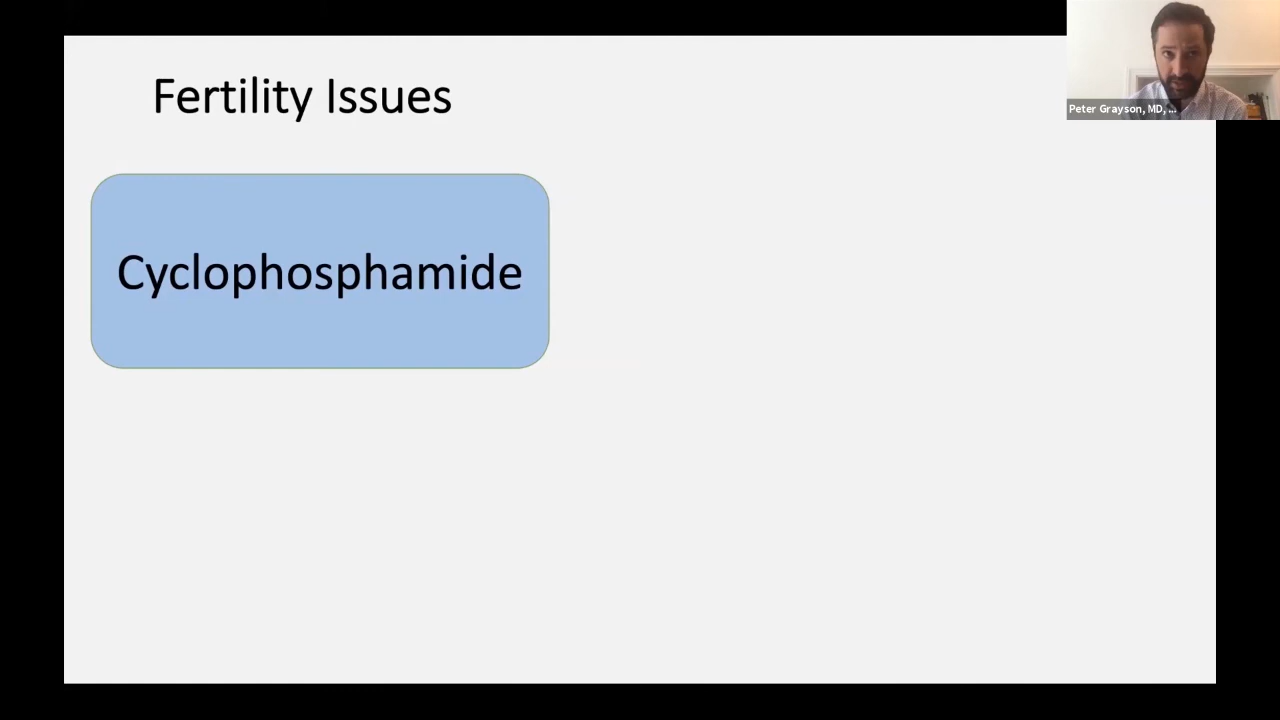 Fertility Issues
Peter Grayson, MD, ...
Cyclophosphamide